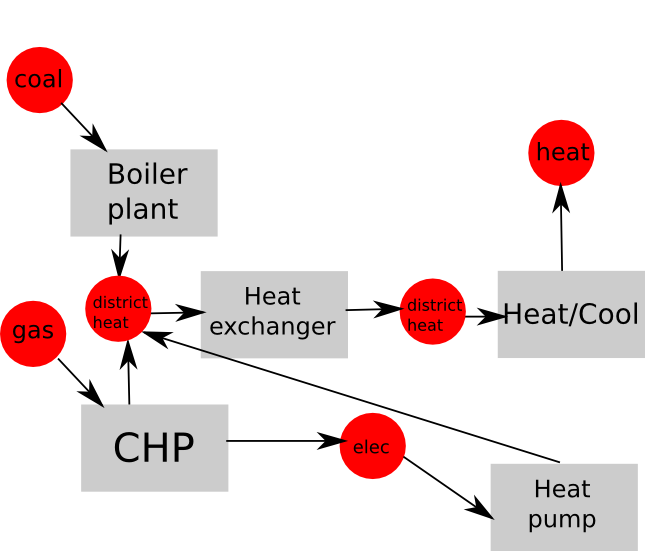 coal
heat
Boiler
plant
district
heat
Heat
exchanger
district
heat
Heat/Cool
gas
CHP
elec
Heat
pump